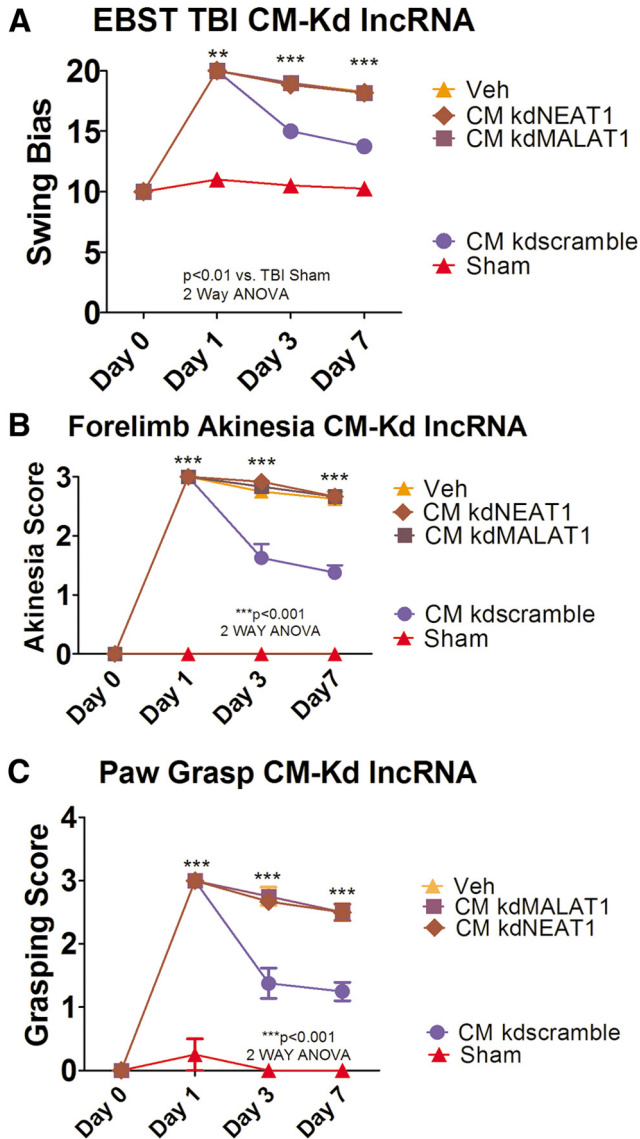 A
EBST TBI CM-Kd lncRNA
** *** ***
20
15
10
5
0
Swing Bias
p<0.01 vs. TBI Sham
2 Way ANOVA
Day 0 Day 1 Day 3 Day 7
Veh
CM kdNEAT1
CM kdMALAT1
CM kdscramble
Sham
B
Forelimb Akinesia CM-Kd lncRNA
*** *** ***
3
2
1
0
Akinesia Score
***p<0.001
2 WAY ANOVA
Day 0 Day 1 Day 3 Day7
Veh
CM kdNEAT1
CM kdMALAT1
CM kdscramble
Sham
C
Paw Grasp CM-Kd lncRNA
*** *** ***
4
3
2
1
0
Grasping Score
***p<0.001
2 WAY ANOVA
Day 0 Day 1 Day 3 Day 7
Veh
CM kdMALAT1
CM kdNEAT1
CM kdscramble
Sham